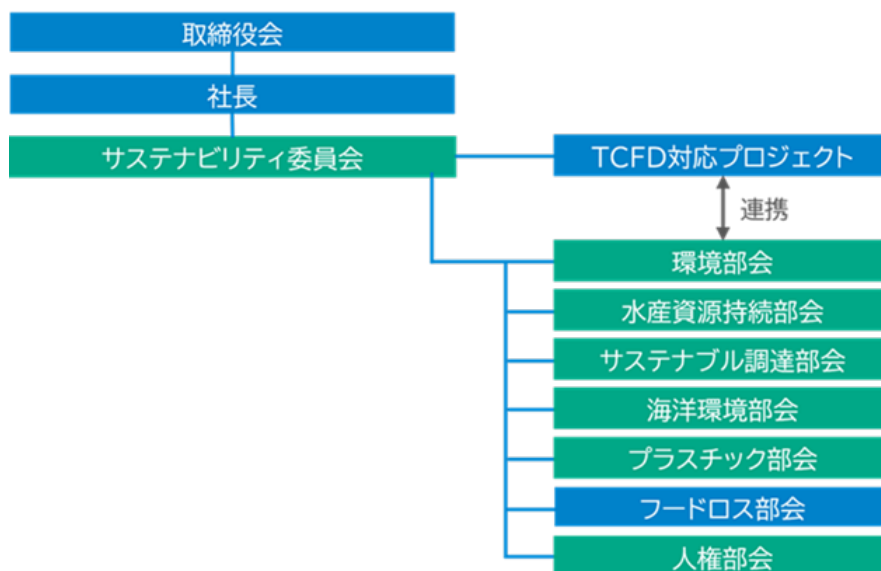 取締役会
社長
サステナビリティ委員会
TCFD対応プロジェクト
連携
環境部会
水産資源持続部会
サステナブル調達部会
海洋環境部会
プラスチック部会
フードロス部会
人権部会